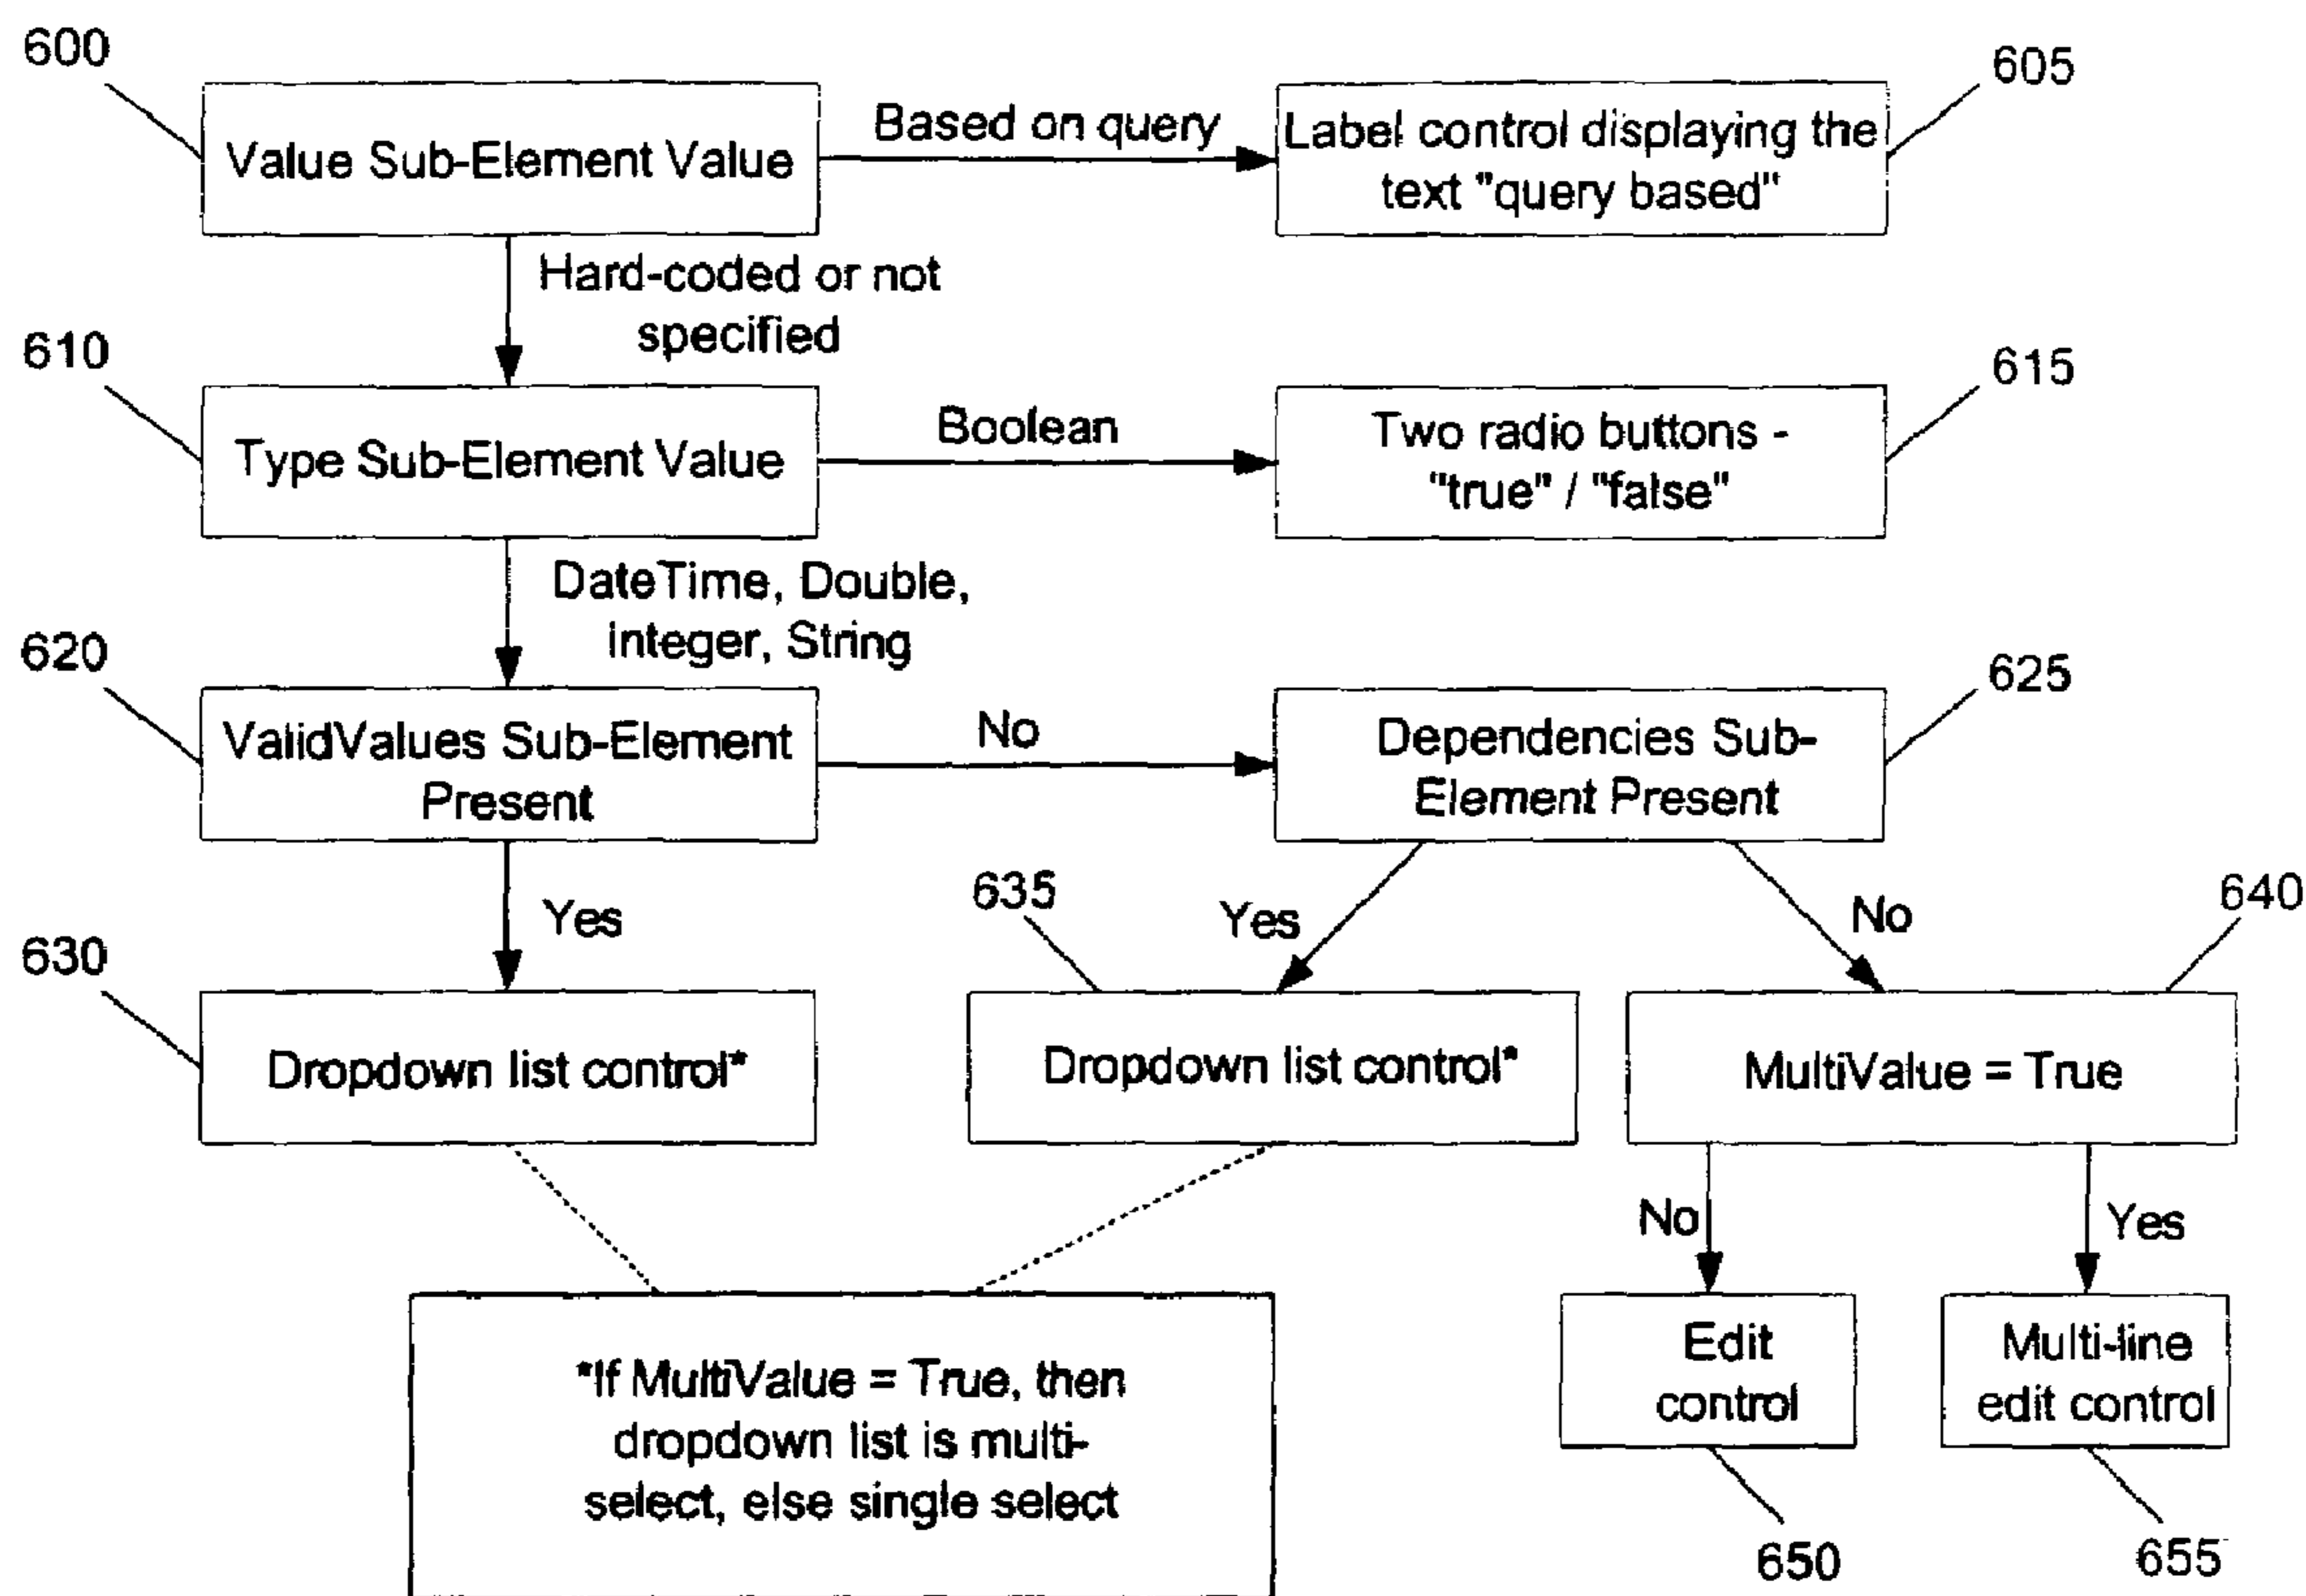 600
605
Value Sub-Element Value
Based on query
Label control displaying the
text "query based"
Hard-coded or not
specified
610
615
Type Sub-Element Value
Boolean
Two radio buttons -
"true" / "false"
DateTime, Double,
Integer, String
620
625
ValidValues Sub-Element
Present
No
Dependencies Sub-
Element Present
Yes
635
Yes
No
640
630
Dropdown list control*
Dropdown list control*
MultiValue = True
No
Yes
*If MultiValue = True, then
dropdown list is multi-
select, else single select
Edit
control
Multi-line
edit control
650
655